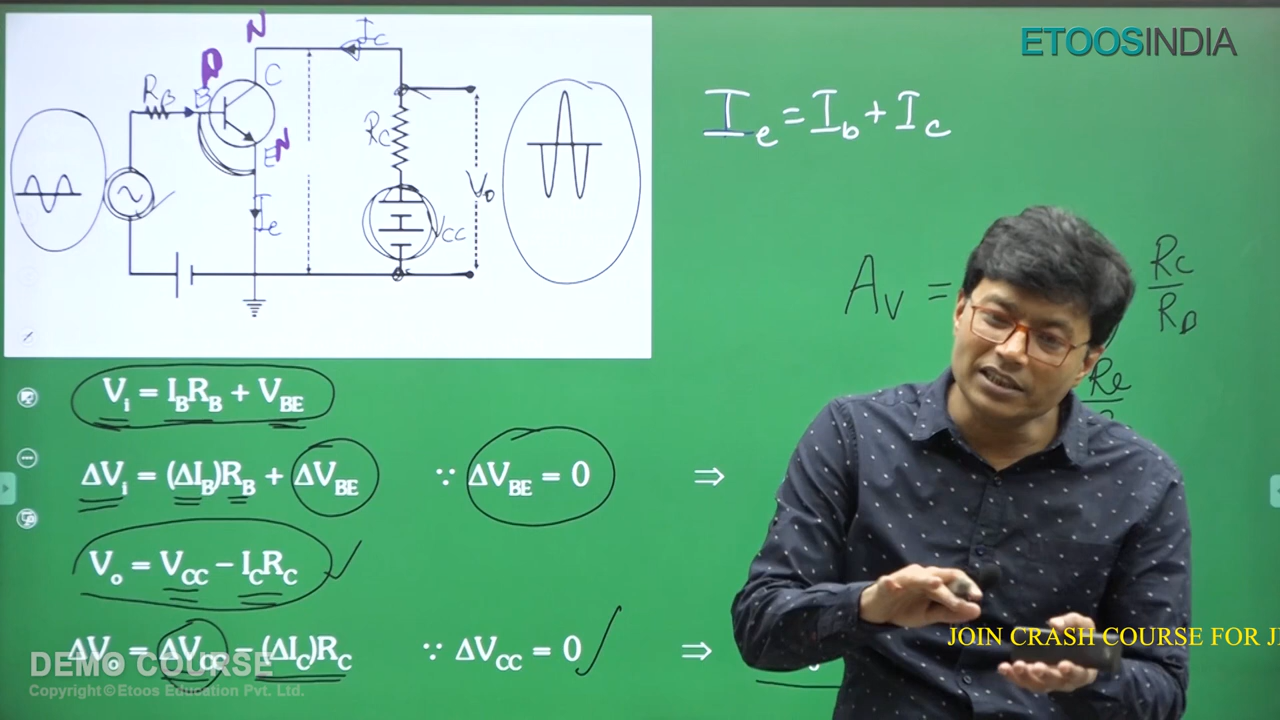 ETOOSINDIA
N
I_c
P
R_B
B
C
N
E
R_C
I_e
V_0
V_CC
I_e = I_b + I_c
A_V =
R_C
R_B
V_i = I_B R_B + V_BE
ΔV_i = (ΔI_B)R_B + ΔV_BE ∵ ΔV_BE = 0 ⇒
V_o = V_CC − I_C R_C
ΔV_o = ΔV_CC − (ΔI_C)R_C ∵ ΔV_CC = 0 ⇒
JOIN CRASH COURSE FOR
DEMO COURSE
Copyright © Etoos Education Pvt. Ltd.